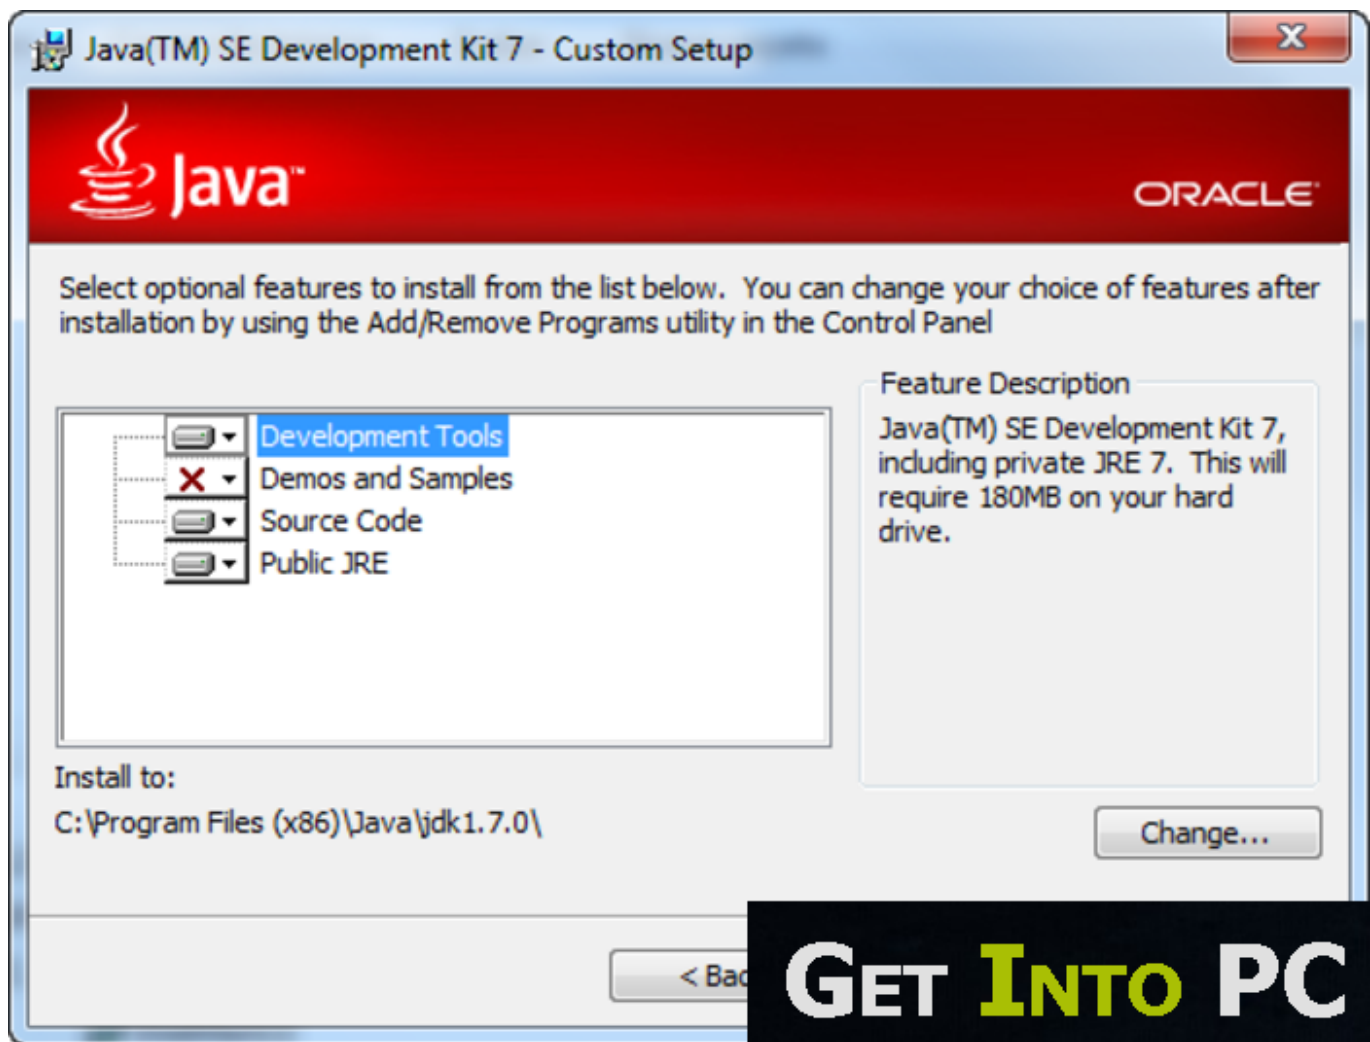 Java(TM) SE Development Kit 7 - Custom Setup
Java™
ORACLE
Select optional features to install from the list below.  You can change your choice of features after
installation by using the Add/Remove Programs utility in the Control Panel
Feature Description
Development Tools
Demos and Samples
Source Code
Public JRE
Java(TM) SE Development Kit 7,
including private JRE 7.  This will
require 180MB on your hard
drive.
Install to:
C:\Program Files (x86)\Java\jdk1.7.0\
Change...
< Bac
GET INTO PC